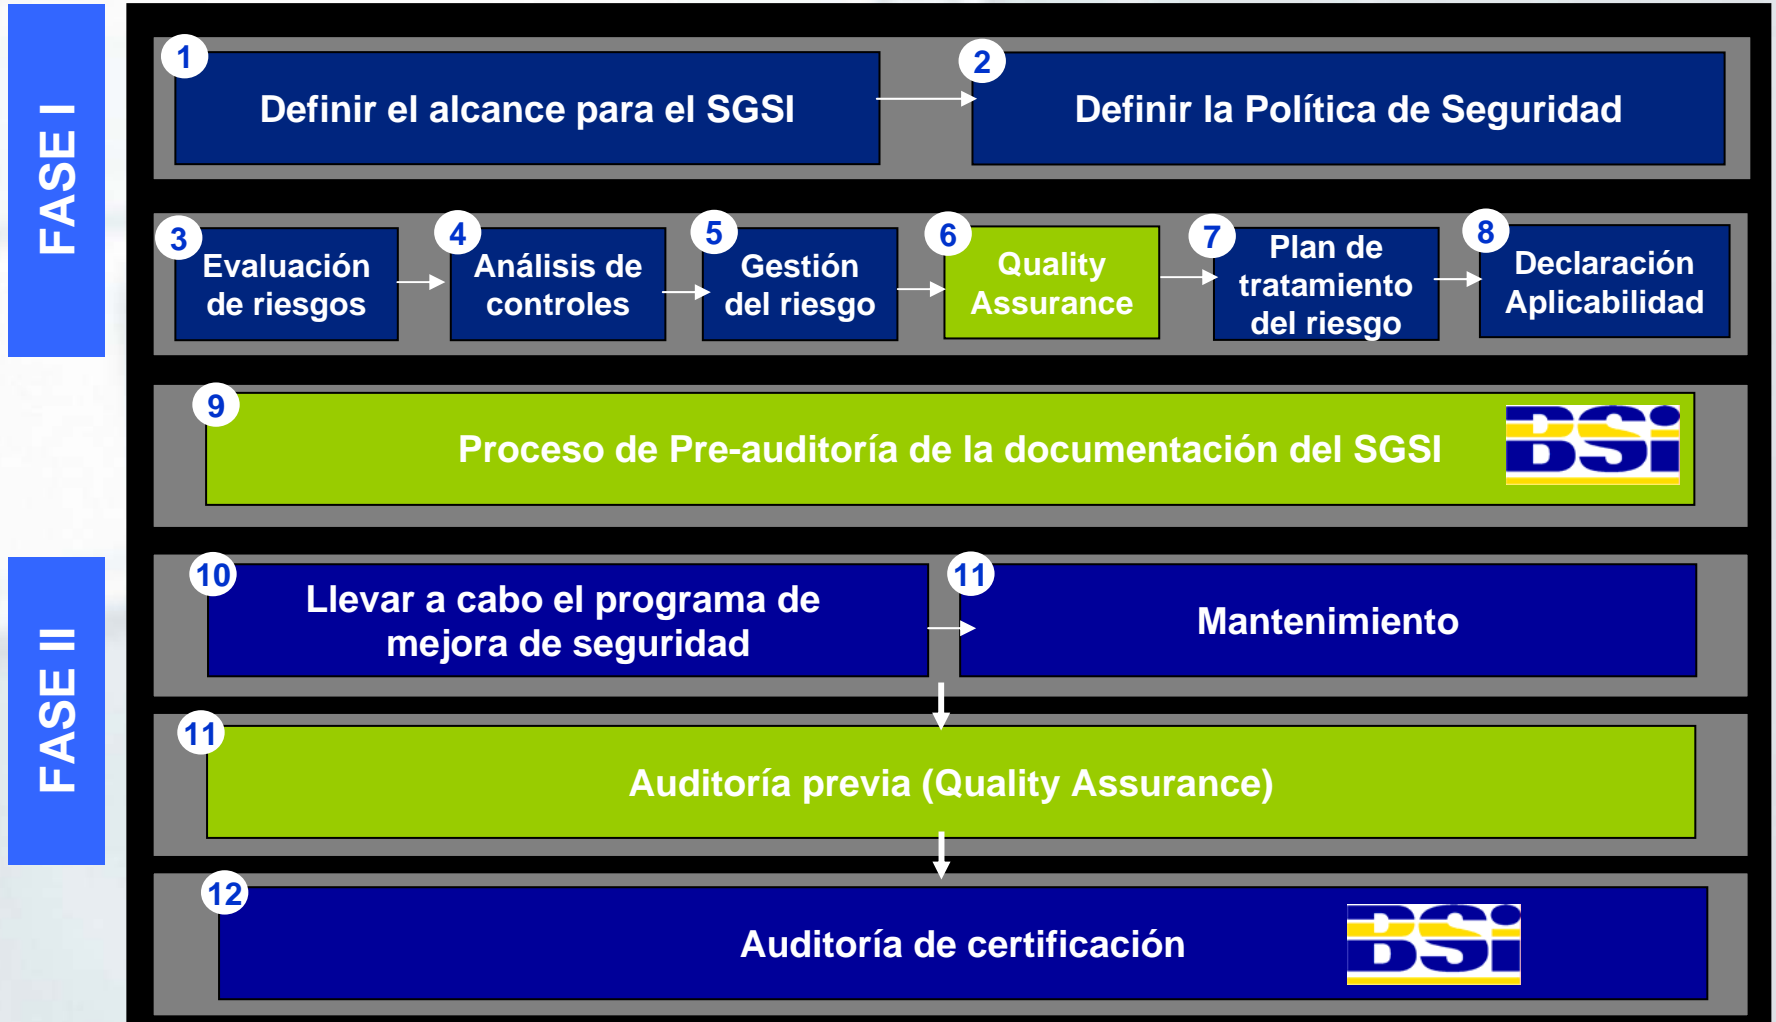 FASE I
1
Definir el alcance para el SGSI
2
Definir la Política de Seguridad
3
Evaluación
de riesgos
4
Análisis de
controles
5
Gestión
del riesgo
6
Quality
Assurance
7
Plan de
tratamiento
del riesgo
8
Declaración
Aplicabilidad
9
Proceso de Pre-auditoría de la documentación del SGSI
BSi
FASE II
10
Llevar a cabo el programa de
mejora de seguridad
11
Mantenimiento
11
Auditoría previa (Quality Assurance)
12
Auditoría de certificación
BSi